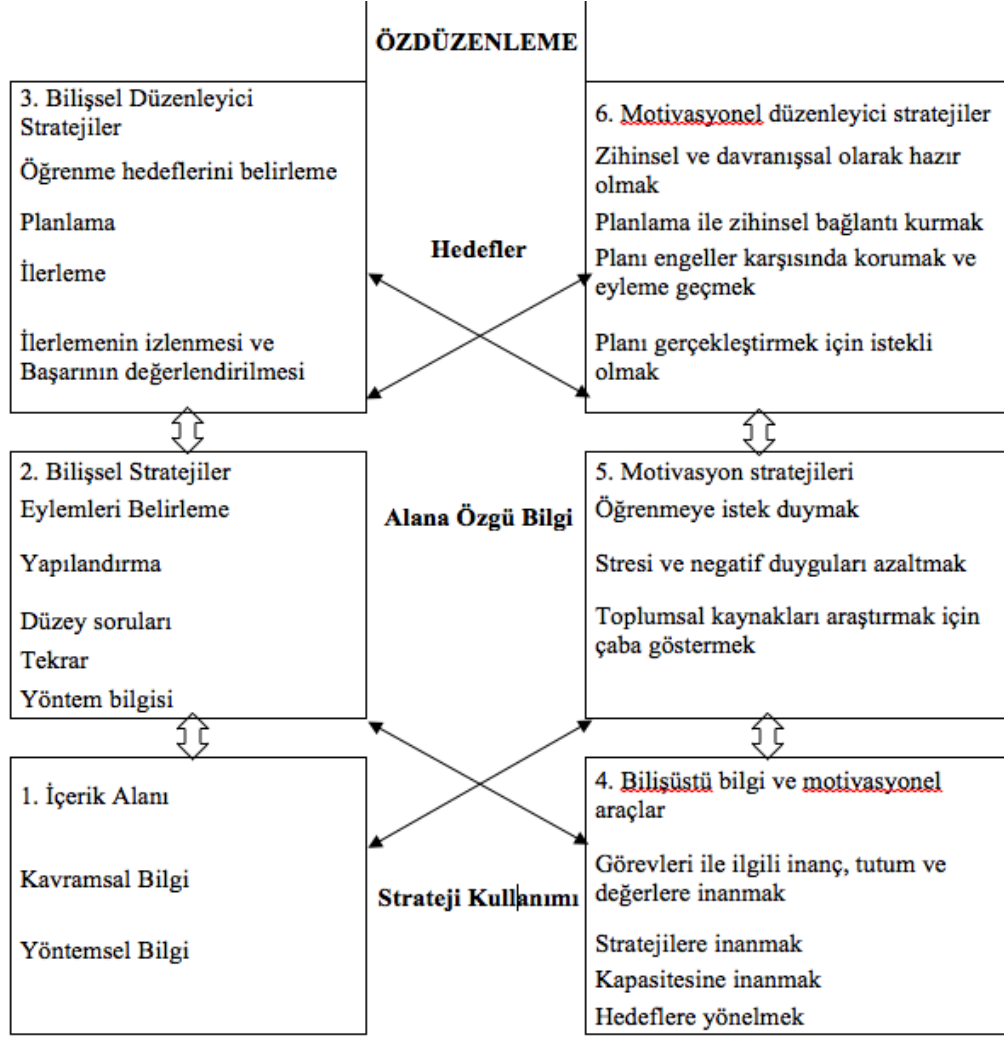 ÖZDÜZENLEME
3. Bilişsel Düzenleyici
Stratejiler
Öğrenme hedeflerini belirleme
Planlama
İlerleme
İlerlemenin izlenmesi ve
Başarının değerlendirilmesi
Hedefler
6. Motivasyonel düzenleyici stratejiler
Zihinsel ve davranışsal olarak hazır
olmak
Planlama ile zihinsel bağlantı kurmak
Planı engeller karşısında korumak ve
eyleme geçmek
Planı gerçekleştirmek için istekli
olmak
2. Bilişsel Stratejiler
Eylemleri Belirleme
Yapılandırma
Düzey soruları
Tekrar
Yöntem bilgisi
Alana Özgü Bilgi
5. Motivasyon stratejileri
Öğrenmeye istek duymak
Stresi ve negatif duyguları azaltmak
Toplumsal kaynakları araştırmak için
çaba göstermek
1. İçerik Alanı
Kavramsal Bilgi
Yöntemsel Bilgi
Strateji Kullanımı
4. Bilişüstü bilgi ve motivasyonel
araçlar
Görevleri ile ilgili inanç, tutum ve
değerlere inanmak
Stratejilere inanmak
Kapasitesine inanmak
Hedeflere yönelmek